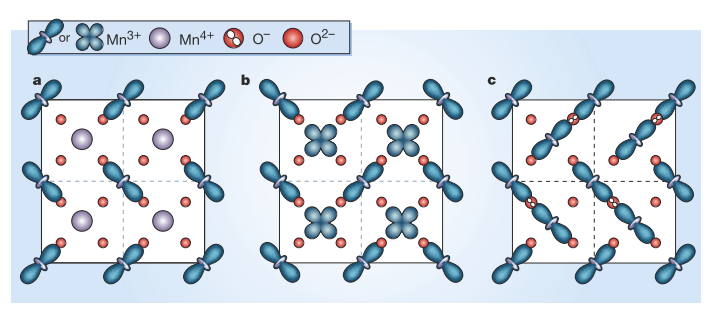 or Mn³⁺ Mn⁴⁺ O⁻ O²⁻
a b c